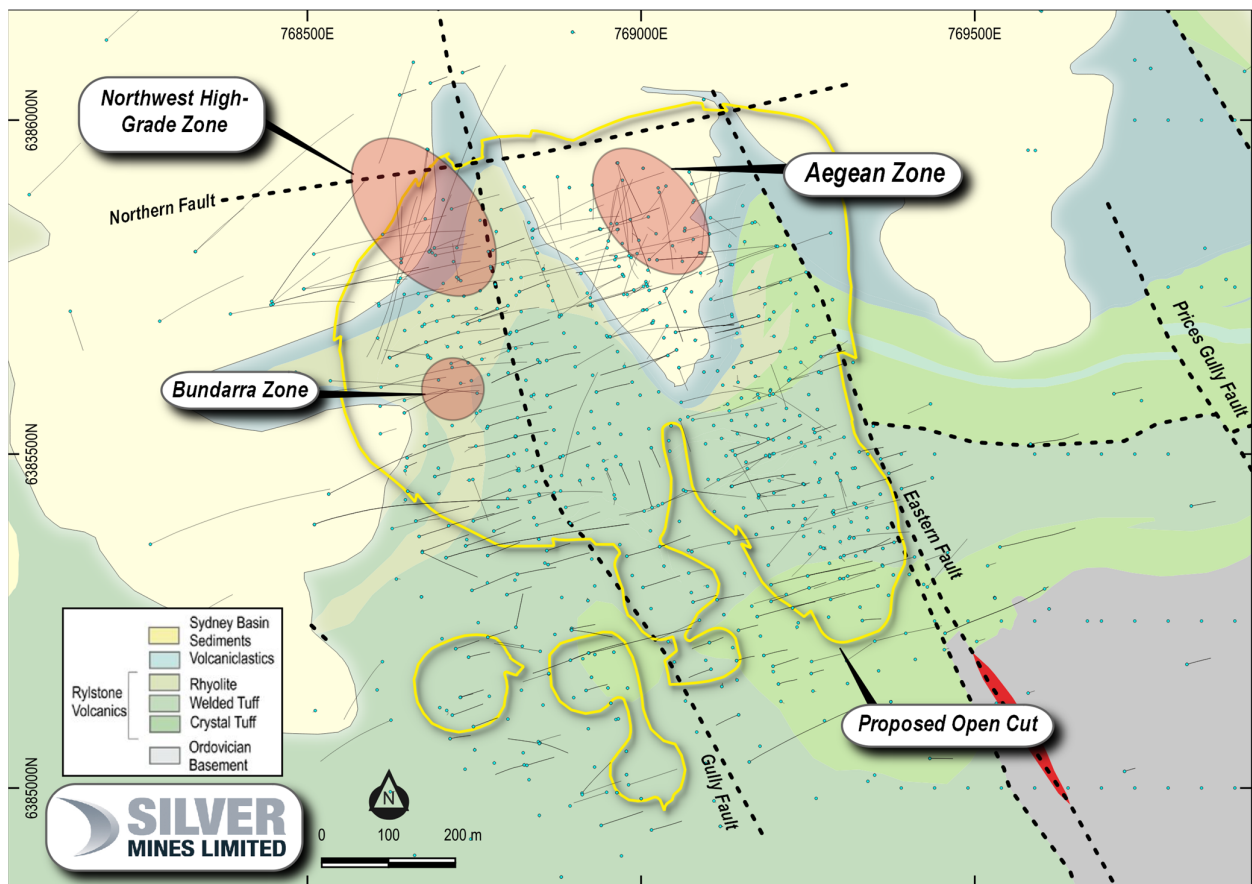 768500E
769000E
769500E
6386000N
6385500N
6385000N
Northwest High-
Grade Zone
Aegean Zone
Northern Fault
Bundarra Zone
Prices Gully Fault
Eastern Fault
Gully Fault
Proposed Open Cut
Sydney Basin
Sediments
Volcaniclastics
Rylstone
Volcanics
Rhyolite
Welded Tuff
Crystal Tuff
Ordovician
Basement
SILVER
MINES LIMITED
N
0 100 200 m